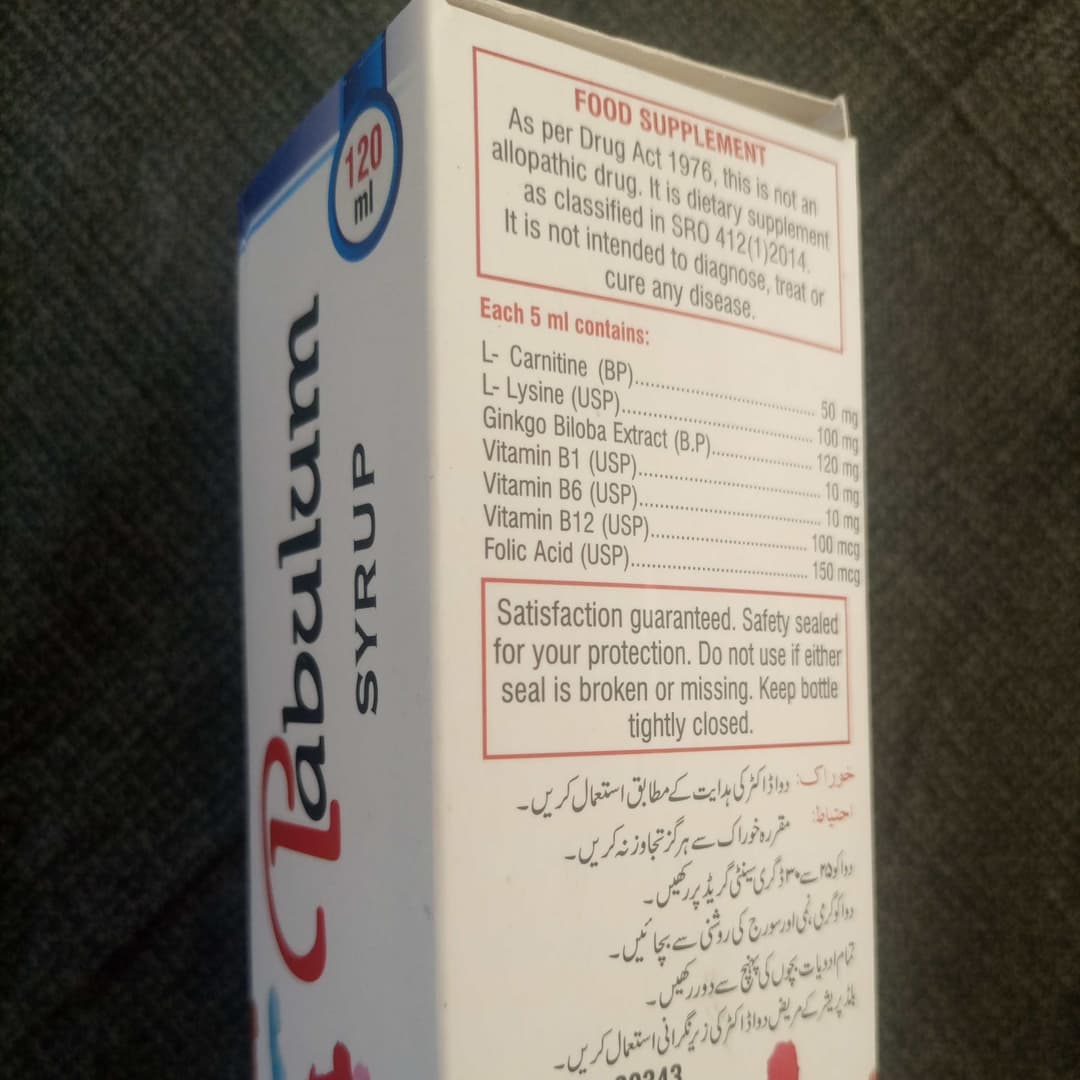 120
ml
Pabulum
SYRUP
FOOD SUPPLEMENT
As per Drug Act 1976, this is not an
allopathic drug. It is dietary supplement
as classified in SRO 412(1)2014.
It is not intended to diagnose, treat or
cure any disease.
Each 5 ml contains:
L- Carnitine (BP)........................................ 50 mg
L- Lysine (USP)........................................ 100 mg
Ginkgo Biloba Extract (B.P)..................... 120 mg
Vitamin B1 (USP)....................................... 10 mg
Vitamin B6 (USP)....................................... 10 mg
Vitamin B12 (USP)................................. 100 mcg
Folic Acid (USP)..................................... 150 mcg
Satisfaction guaranteed. Safety sealed
for your protection. Do not use if either
seal is broken or missing. Keep bottle
tightly closed.
خوراک: دوا ڈاکٹر کی ہدایت کے مطابق استعمال کریں۔
احتیاط: مقررہ خوراک سے ہرگز تجاوز نہ کریں۔
دوا کو ۲۵ سے ۳۰ ڈگری سینٹی گریڈ پر رکھیں۔
دوا کو گرمی، نمی اور سورج کی روشنی سے بچائیں۔
تمام ادویات بچوں کی پہنچ سے دور رکھیں۔
بلڈ پریشر کے مریض دوا ڈاکٹر کی زیر نگرانی استعمال کریں۔